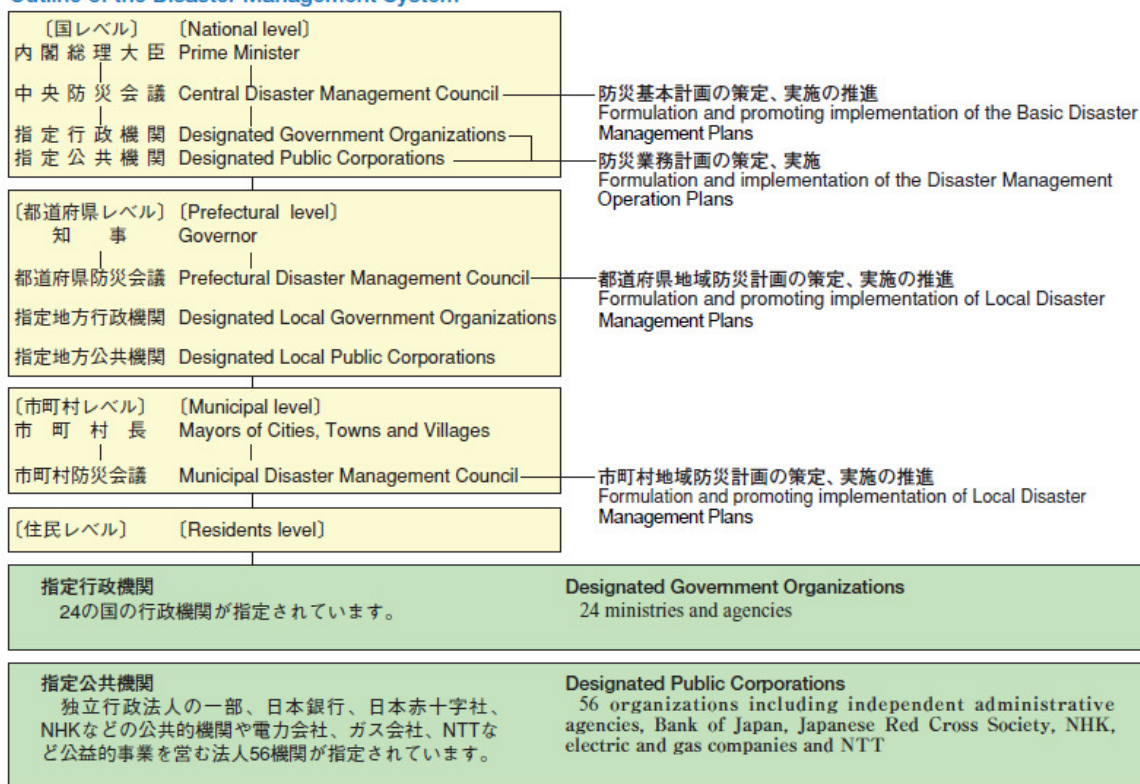 Outline of the Disaster Management System
〔国レベル〕 〔National level〕
内閣総理大臣 Prime Minister
中央防災会議 Central Disaster Management Council
防災基本計画の策定、実施の推進
Formulation and promoting implementation of the Basic Disaster
Management Plans
指定行政機関 Designated Government Organizations
指定公共機関 Designated Public Corporations
防災業務計画の策定、実施
Formulation and implementation of the Disaster Management
Operation Plans
〔都道府県レベル〕 〔Prefectural level〕
知事 Governor
都道府県防災会議 Prefectural Disaster Management Council
都道府県地域防災計画の策定、実施の推進
Formulation and promoting implementation of Local Disaster
Management Plans
指定地方行政機関 Designated Local Government Organizations
指定地方公共機関 Designated Local Public Corporations
〔市町村レベル〕 〔Municipal level〕
市町村長 Mayors of Cities, Towns and Villages
市町村防災会議 Municipal Disaster Management Council
市町村地域防災計画の策定、実施の推進
Formulation and promoting implementation of Local Disaster
Management Plans
〔住民レベル〕 〔Residents level〕
指定行政機関
24の国の行政機関が指定されています。
Designated Government Organizations
24 ministries and agencies
指定公共機関
独立行政法人の一部、日本銀行、日本赤十字社、
NHKなどの公共的機関や電力会社、ガス会社、NTTな
ど公益的事業を営む法人56機関が指定されています。
Designated Public Corporations
56 organizations including independent administrative
agencies, Bank of Japan, Japanese Red Cross Society, NHK,
electric and gas companies and NTT